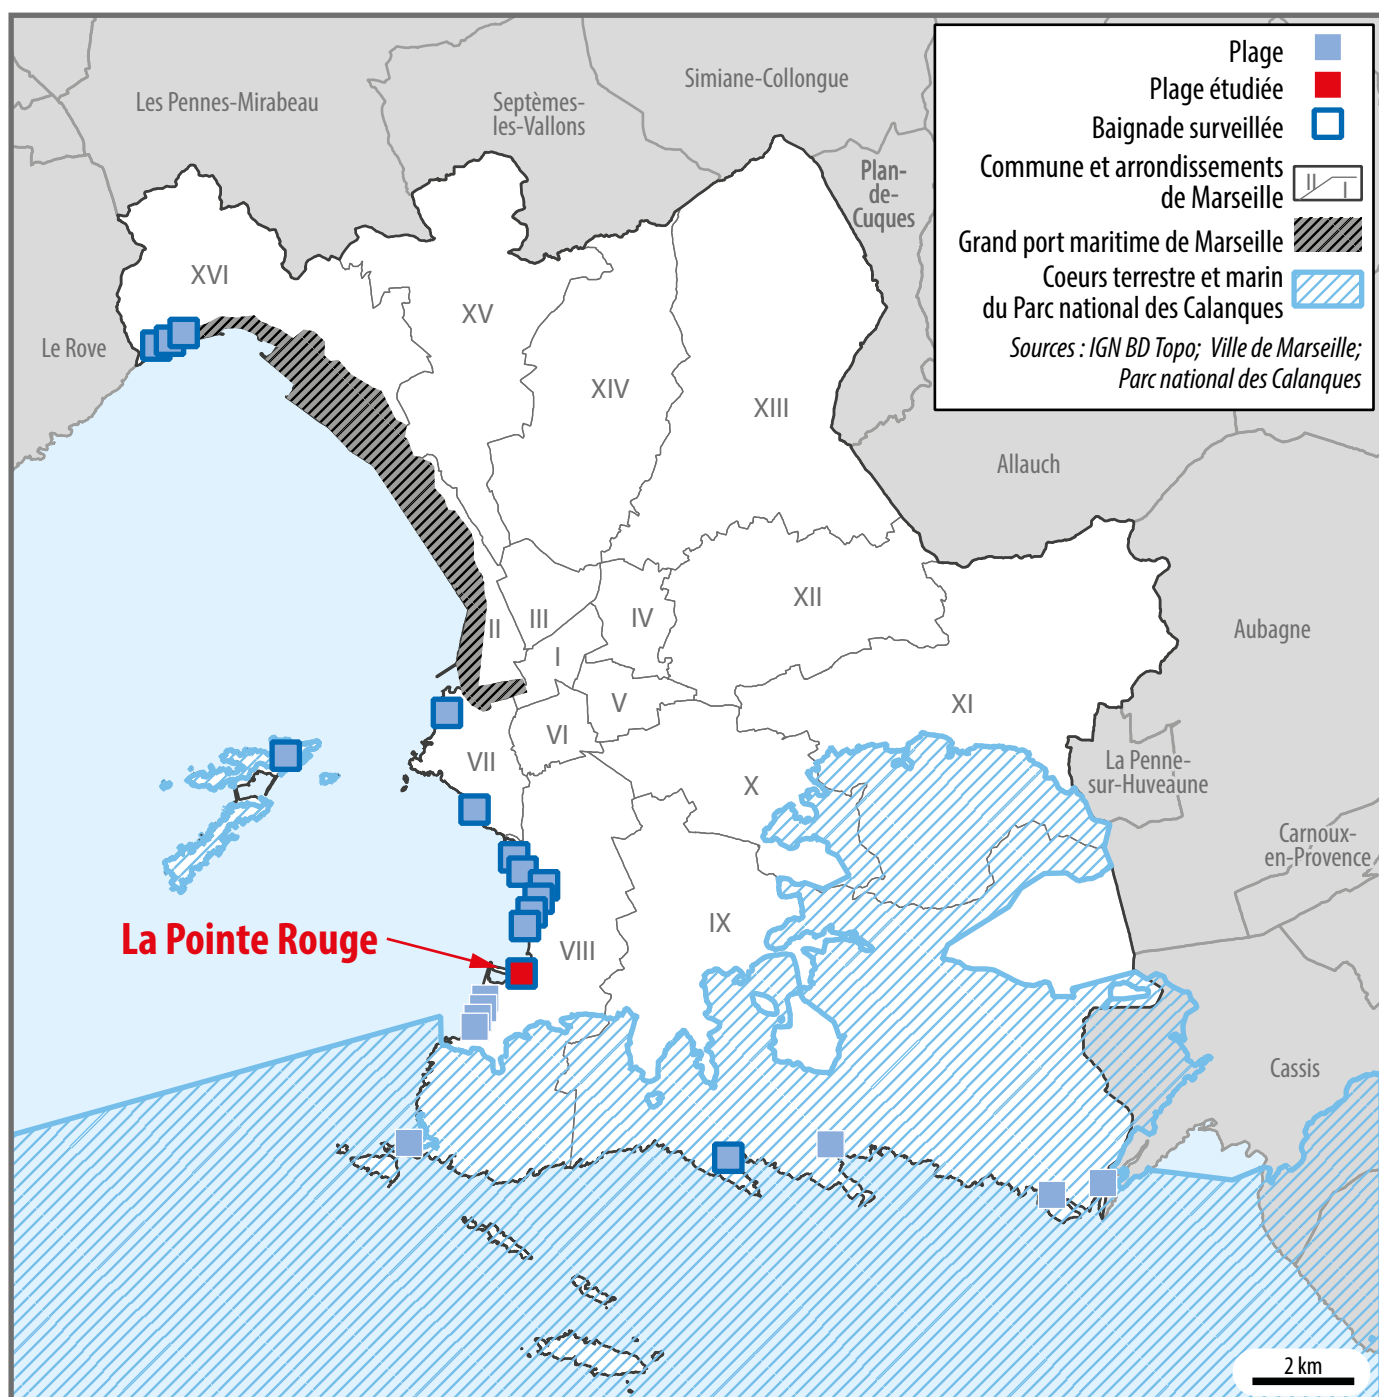 Plage
Plage étudiée
Baignade surveillée
Commune et arrondissements
de Marseille
II
I
Grand port maritime de Marseille
Coeurs terrestre et marin
du Parc national des Calanques
Sources : IGN BD Topo; Ville de Marseille;
Parc national des Calanques
Les Pennes-Mirabeau
Septèmes-
les-Vallons
Simiane-Collongue
Plan-
de-
Cuques
Le Rove
XVI
XV
XIV
XIII
Allauch
XII
III
IV
II
I
V
VI
VII
XI
X
Aubagne
La Penne-
sur-Huveaune
Carnoux-
en-Provence
IX
VIII
La Pointe Rouge
Cassis
2 km